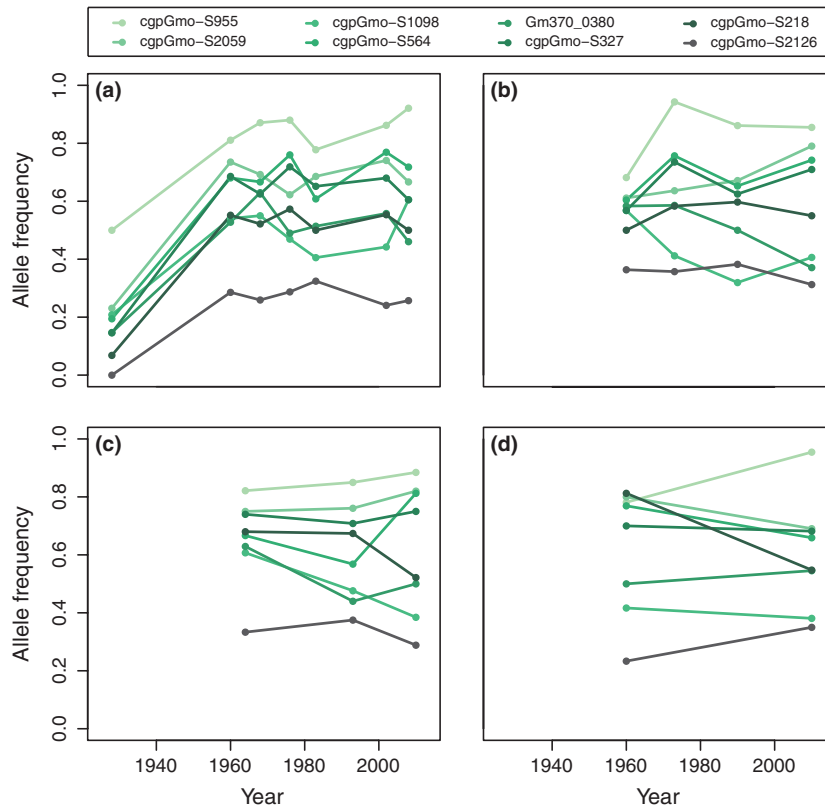 cgpGmo−S955 cgpGmo−S1098 Gm370_0380 cgpGmo−S218
cgpGmo−S2059 cgpGmo−S564 cgpGmo−S327 cgpGmo−S2126
(a) (b)
1.0
0.8
0.6
0.4
0.2
0.0
Allele frequency
(c) (d)
1.0
0.8
0.6
0.4
0.2
0.0
Allele frequency
1940 1960 1980 2000 1940 1960 1980 2000
Year Year